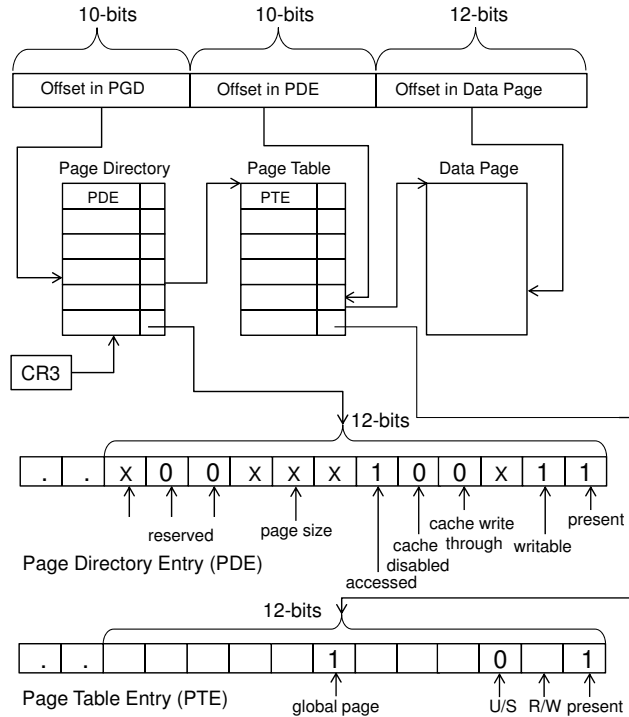 10-bits 10-bits 12-bits
Offset in PGD Offset in PDE Offset in Data Page
Page Directory Page Table Data Page
PDE PTE
CR3
12-bits
. . x 0 0 x x x 1 0 0 x 1 1
reserved page size accessed cache disabled cache write through writable present
Page Directory Entry (PDE)
12-bits
. . 1 0 1
global page U/S R/W present
Page Table Entry (PTE)